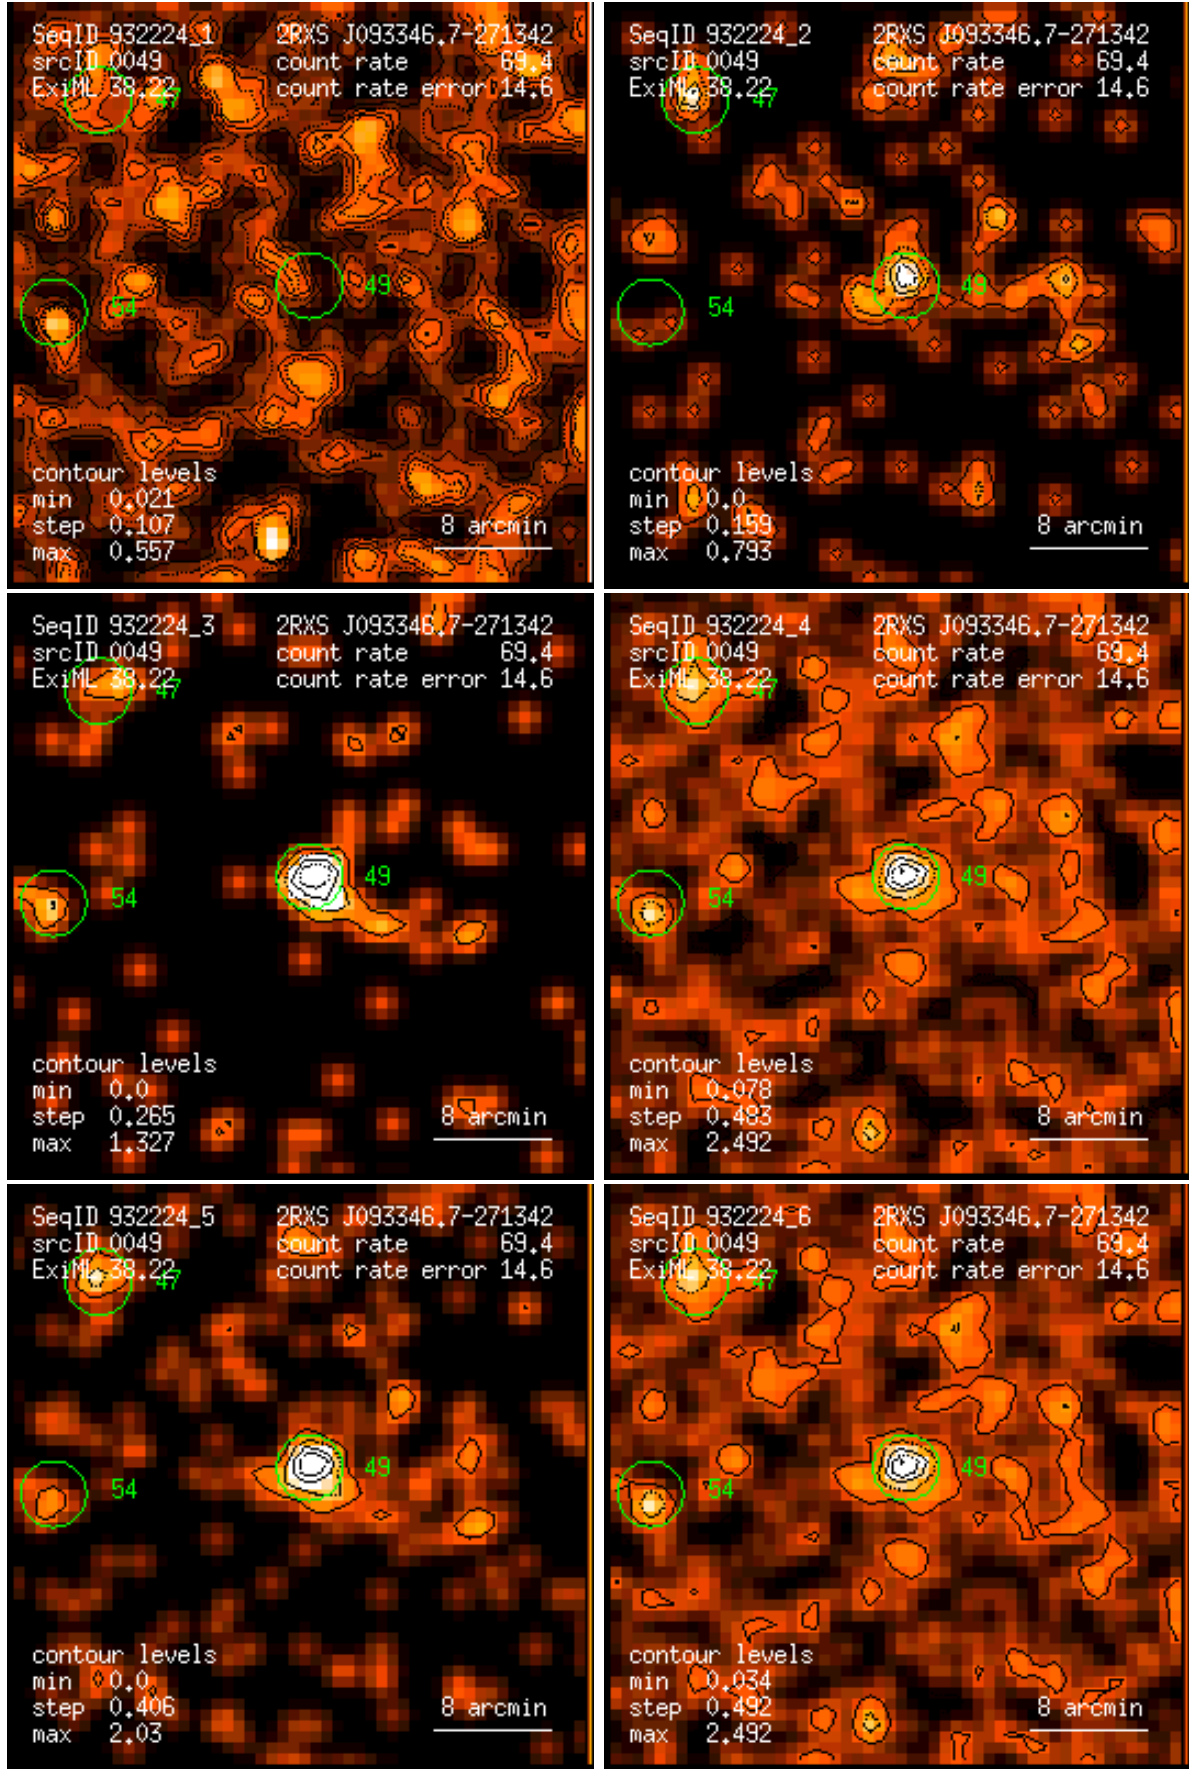 SeqID 932224_1 2RXS J093346.7-271342
srcID 0049 count rate 69.4
ExiML 38.22 count rate error 14.6
47
49
54
contour levels
min 0.021
step 0.107 8 arcmin
max 0.557
SeqID 932224_2 2RXS J093346.7-271342
srcID 0049 count rate 69.4
ExiML 38.22 count rate error 14.6
47
49
54
contour levels
min 0.0
step 0.159 8 arcmin
max 0.793
SeqID 932224_3 2RXS J093346.7-271342
srcID 0049 count rate 69.4
ExiML 38.22 count rate error 14.6
47
49
54
contour levels
min 0.0
step 0.265 8 arcmin
max 1.327
SeqID 932224_4 2RXS J093346.7-271342
srcID 0049 count rate 69.4
ExiML 38.22 count rate error 14.6
47
49
54
contour levels
min 0.078
step 0.483 8 arcmin
max 2.492
SeqID 932224_5 2RXS J093346.7-271342
srcID 0049 count rate 69.4
ExiML 38.22 count rate error 14.6
47
49
54
contour levels
min 0.0
step 0.406 8 arcmin
max 2.03
SeqID 932224_6 2RXS J093346.7-271342
srcID 0049 count rate 69.4
ExiML 38.22 count rate error 14.6
47
49
54
contour levels
min 0.034
step 0.492 8 arcmin
max 2.492